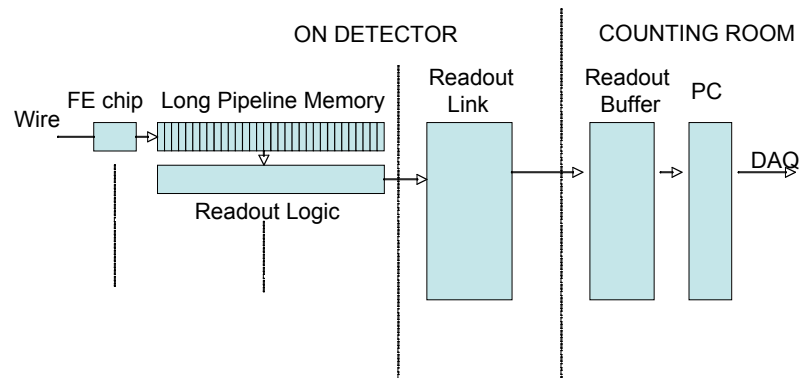 ON DETECTOR
COUNTING ROOM
Readout
Link
Readout
Buffer
PC
FE chip
Long Pipeline Memory
Wire
DAQ
Readout Logic